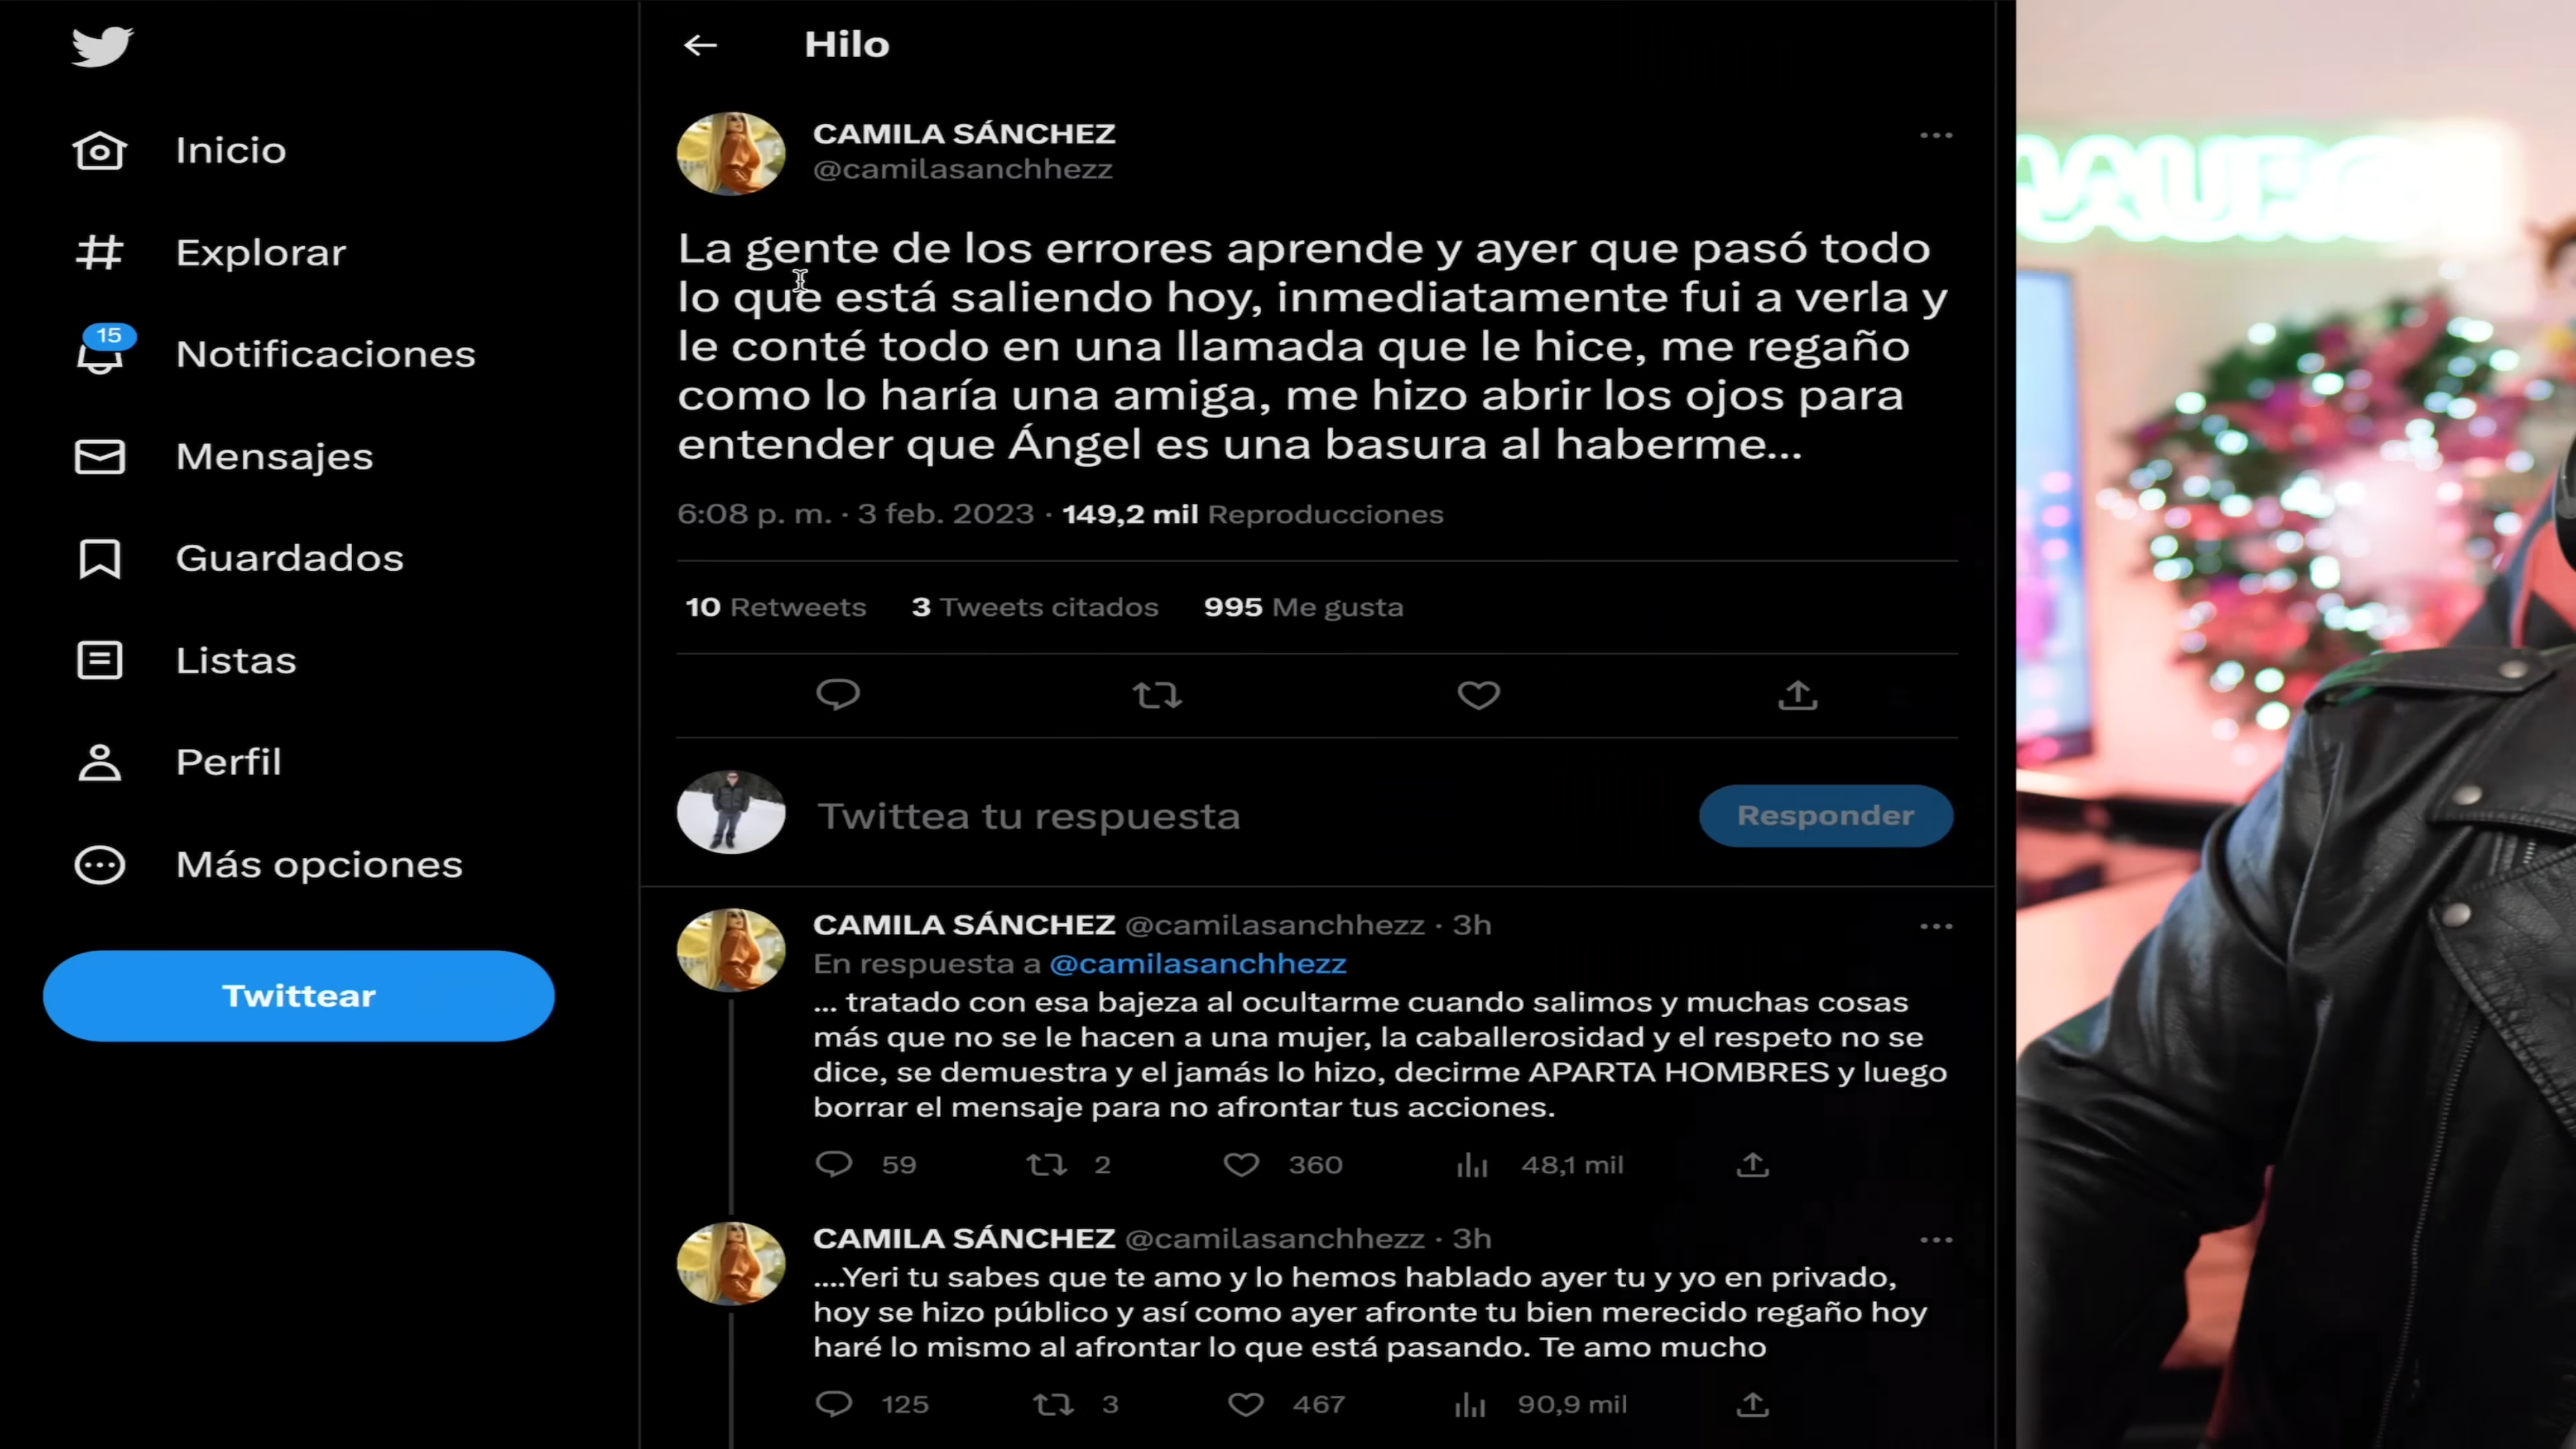 Hilo
Inicio
Explorar
15
Notificaciones
Mensajes
Guardados
Listas
Perfil
Más opciones
Twittear
CAMILA SÁNCHEZ
@camilasanchhezz
La gente de los errores aprende y ayer que pasó todo
lo que está saliendo hoy, inmediatamente fui a verla y
le conté todo en una llamada que le hice, me regaño
como lo haría una amiga, me hizo abrir los ojos para
entender que Ángel es una basura al haberme...
6:08 p. m. · 3 feb. 2023 · 149,2 mil Reproducciones
10 Retweets 3 Tweets citados 995 Me gusta
Twittea tu respuesta
Responder
CAMILA SÁNCHEZ @camilasanchhezz · 3h
En respuesta a @camilasanchhezz
... tratado con esa bajeza al ocultarme cuando salimos y muchas cosas
más que no se le hacen a una mujer, la caballerosidad y el respeto no se
dice, se demuestra y el jamás lo hizo, decirme APARTA HOMBRES y luego
borrar el mensaje para no afrontar tus acciones.
59 2 360 48,1 mil
CAMILA SÁNCHEZ @camilasanchhezz · 3h
....Yeri tu sabes que te amo y lo hemos hablado ayer tu y yo en privado,
hoy se hizo público y así como ayer afronte tu bien merecido regaño hoy
haré lo mismo al afrontar lo que está pasando. Te amo mucho
125 3 467 90,9 mil